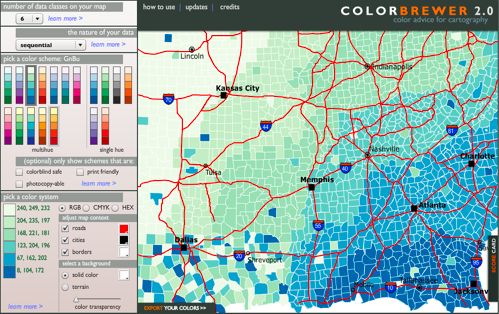 number of data classes on your map
6
learn more >
the nature of your data
sequential
learn more >
pick a color scheme: GnBu
multihue
single hue
(optional) only show schemes that are:
colorblind safe
print friendly
photocopy-able
learn more >
pick a color system
240, 249, 232
204, 235, 197
168, 221, 181
123, 204, 196
67, 162, 202
8, 104, 172
RGB
CMYK
HEX
adjust map context
roads
cities
borders
select a background
solid color
terrain
color transparency
learn more >
how to use
updates
credits
COLORBREWER 2.0
color advice for cartography
Lincoln
Indianapolis
Kansas City
70
44
81
Nashville
Charlotte
40
Tulsa
Memphis
Atlanta
Dallas
Shreveport
Jacksonv
SCORE CARD
EXPORT YOUR COLORS >>